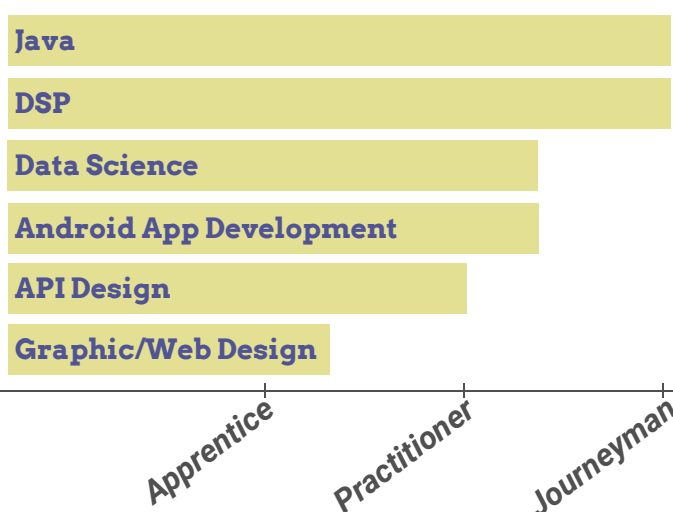 Java
DSP
Data Science
Android App Development
API Design
Graphic/Web Design
Apprentice
Practitioner
Journeyman